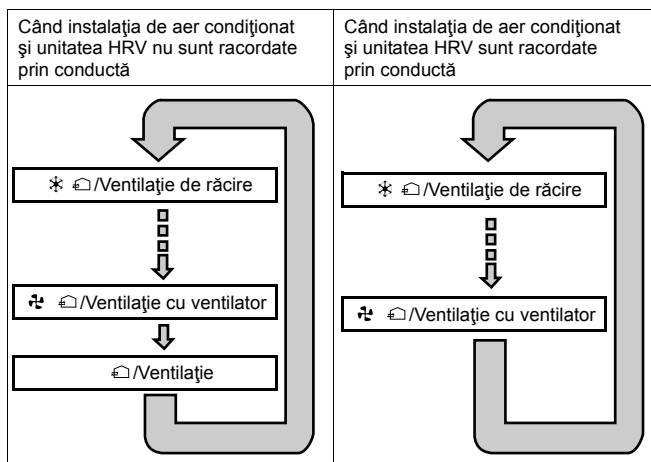 Când instalaţia de aer condiţionat
şi unitatea HRV nu sunt racordate
prin conductă
Când instalaţia de aer condiţionat
şi unitatea HRV sunt racordate
prin conductă
/Ventilaţie de răcire
/Ventilaţie cu ventilator
/Ventilaţie
/Ventilaţie de răcire
/Ventilaţie cu ventilator